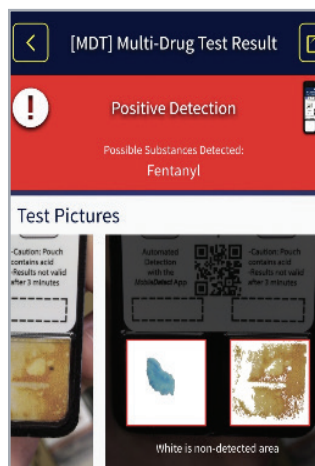 [MDT] Multi-Drug Test Result
!
Positive Detection
Possible Substances Detected:
Fentanyl
Test Pictures
-Caution: Pouch
contains acid
-Results not valid
after 3 minutes
Automated
Detection
with the
MobileDetect App
-Caution: Pouch
contains acid
-Results not valid
after 3 minutes
White is non-detected area